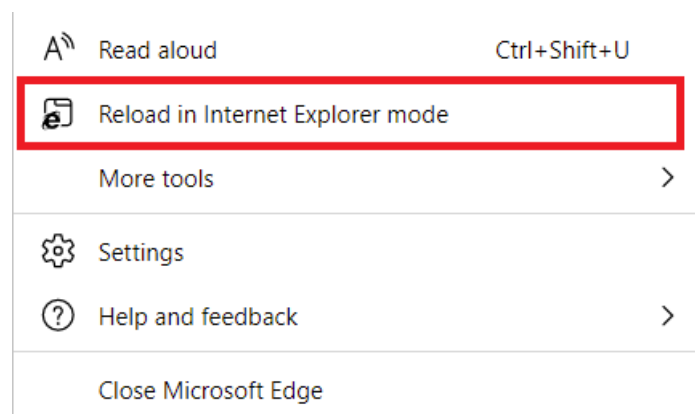 Read aloud Ctrl+Shift+U
Reload in Internet Explorer mode
More tools
Settings
Help and feedback
Close Microsoft Edge